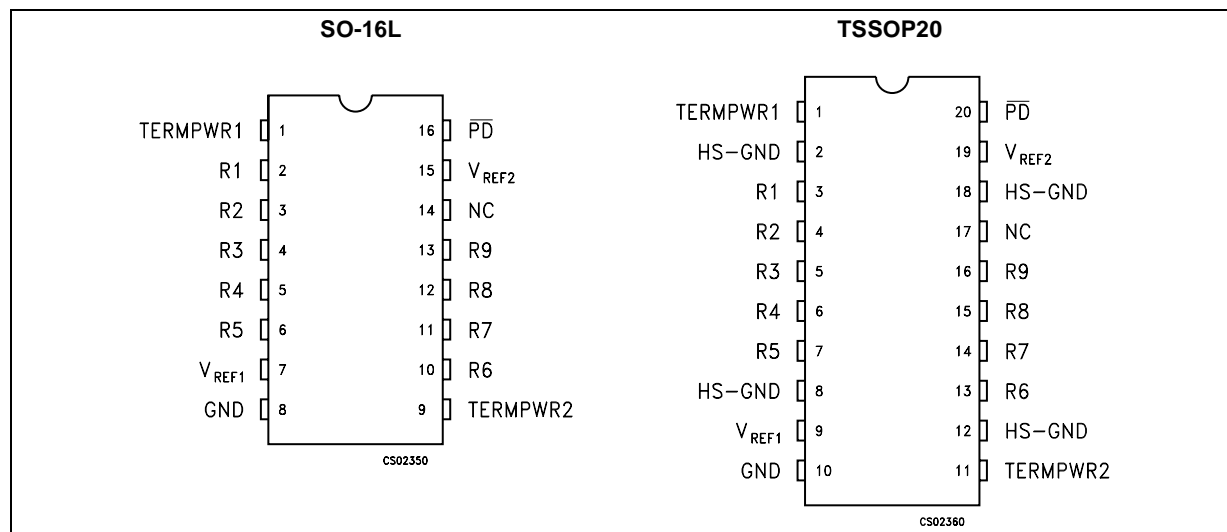 SO-16L
TERMPWR1 1 16 P̅D̅
R1 2 15 VREF2
R2 3 14 NC
R3 4 13 R9
R4 5 12 R8
R5 6 11 R7
VREF1 7 10 R6
GND 8 9 TERMPWR2
CS02350
TSSOP20
TERMPWR1 1 20 P̅D̅
HS-GND 2 19 VREF2
R1 3 18 HS-GND
R2 4 17 NC
R3 5 16 R9
R4 6 15 R8
R5 7 14 R7
HS-GND 8 13 R6
VREF1 9 12 HS-GND
GND 10 11 TERMPWR2
CS02360